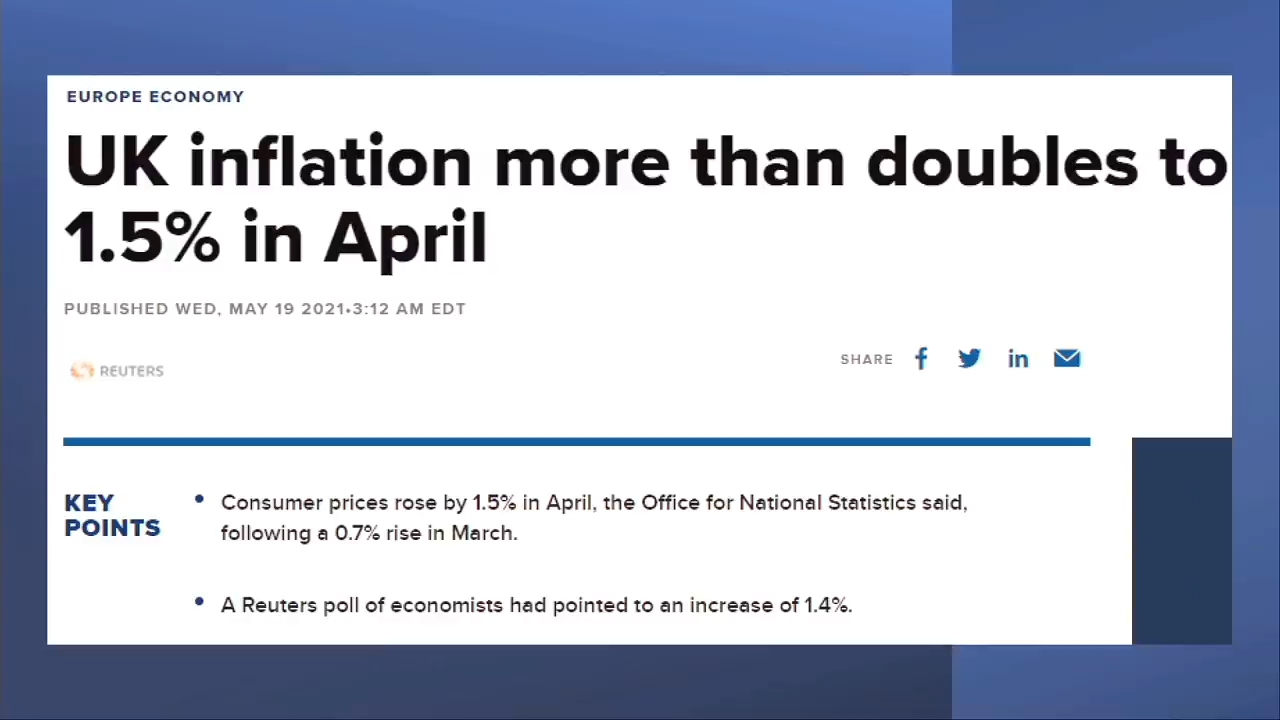 EUROPE ECONOMY
UK inflation more than doubles to
1.5% in April
PUBLISHED WED, MAY 19 2021•3:12 AM EDT
REUTERS
SHARE
KEY
POINTS
• Consumer prices rose by 1.5% in April, the Office for National Statistics said,
following a 0.7% rise in March.
• A Reuters poll of economists had pointed to an increase of 1.4%.